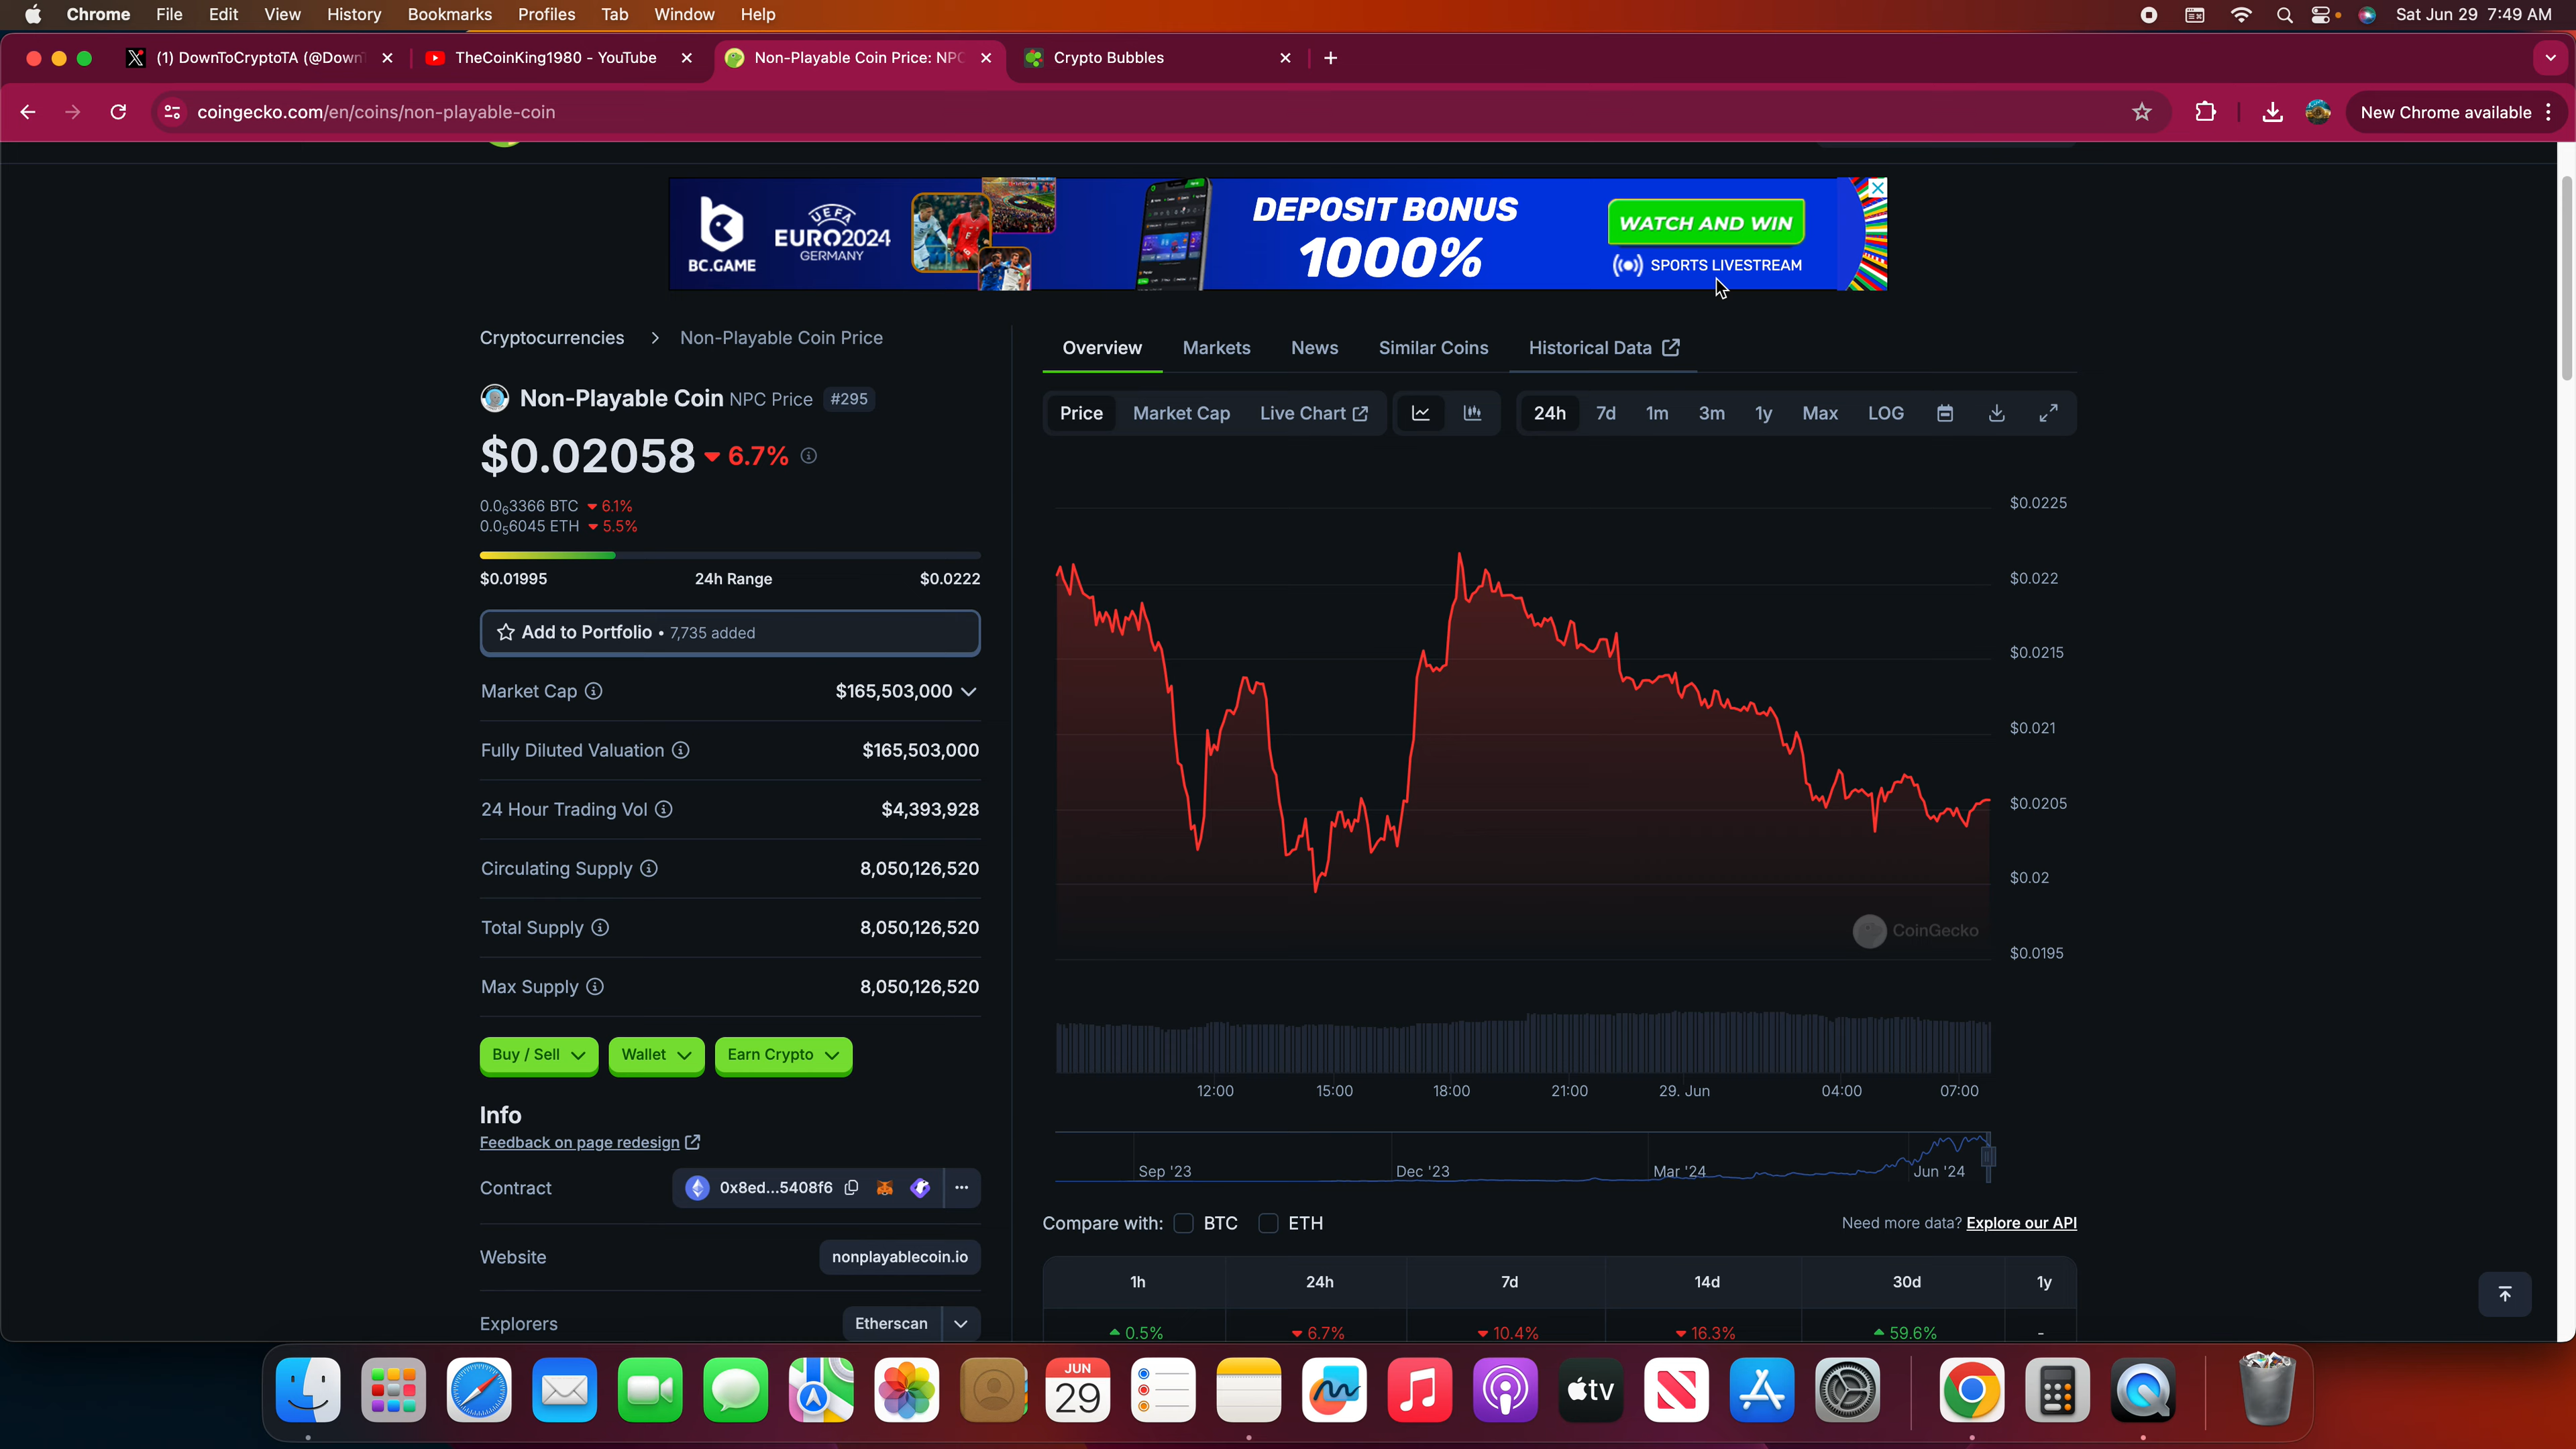 Chrome File Edit View History Bookmarks Profiles Tab Window Help Sat Jun 29 7:49 AM
(1) DownToCryptoTA (@Down TheCoinKing1980 - YouTube Non-Playable Coin Price: NPC Crypto Bubbles
coingecko.com/en/coins/non-playable-coin New Chrome available
BC.GAME
UEFA
EURO2024
GERMANY
DEPOSIT BONUS
1000%
WATCH AND WIN
SPORTS LIVESTREAM
Cryptocurrencies > Non-Playable Coin Price
Non-Playable Coin NPC Price #295
$0.02058 6.7%
0.0₆3366 BTC 6.1%
0.0₅6045 ETH 5.5%
$0.01995 24h Range $0.0222
Add to Portfolio • 7,735 added
Market Cap $165,503,000
Fully Diluted Valuation $165,503,000
24 Hour Trading Vol $4,393,928
Circulating Supply 8,050,126,520
Total Supply 8,050,126,520
Max Supply 8,050,126,520
Buy / Sell Wallet Earn Crypto
Info
Feedback on page redesign
Contract 0x8ed...5408f6
Website nonplayablecoin.io
Explorers Etherscan
Overview Markets News Similar Coins Historical Data
Price Market Cap Live Chart 24h 7d 1m 3m 1y Max LOG
$0.0225
$0.022
$0.0215
$0.021
$0.0205
$0.02
$0.0195
CoinGecko
12:00 15:00 18:00 21:00 29. Jun 04:00 07:00
Sep '23 Dec '23 Mar '24 Jun '24
Compare with: BTC ETH Need more data? Explore our API
1h 24h 7d 14d 30d 1y
0.5% 6.7% 10.4% 16.3% 59.6% -
JUN
29
tv